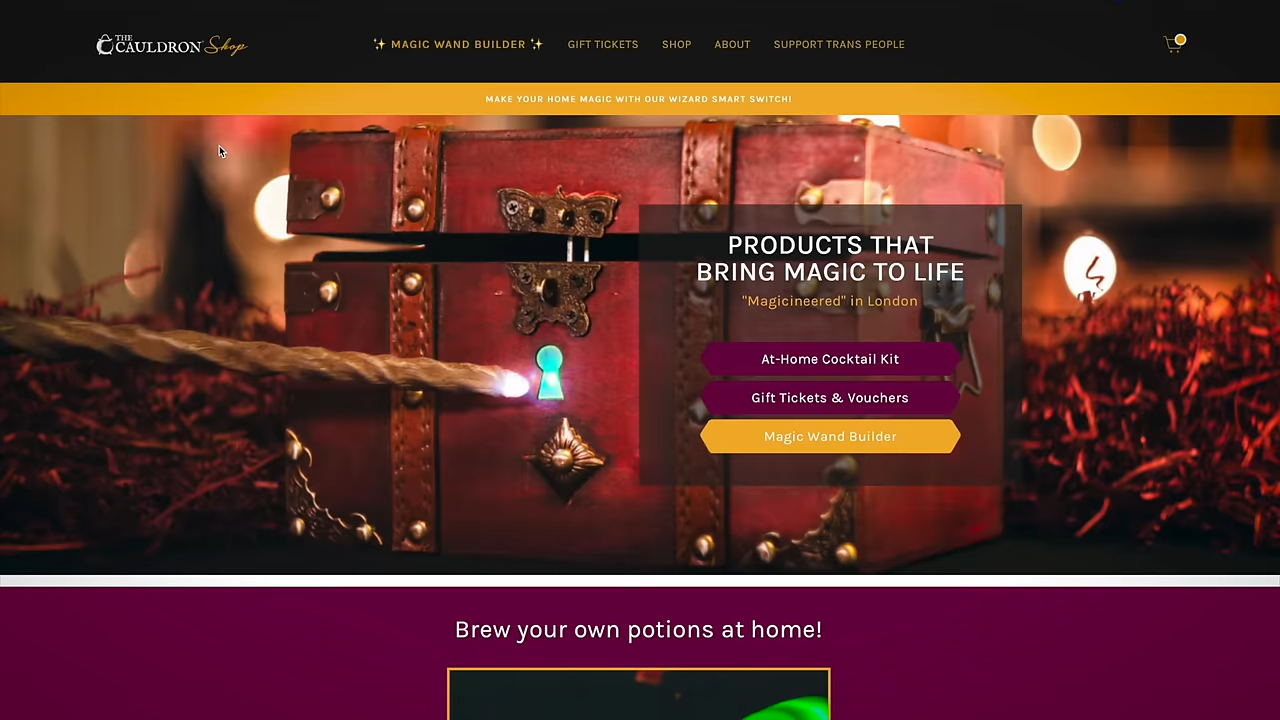 THE
CAULDRON Shop
✨ MAGIC WAND BUILDER ✨ GIFT TICKETS SHOP ABOUT SUPPORT TRANS PEOPLE
MAKE YOUR HOME MAGIC WITH OUR WIZARD SMART SWITCH!
PRODUCTS THAT
BRING MAGIC TO LIFE
"Magicineered" in London
At-Home Cocktail Kit
Gift Tickets & Vouchers
Magic Wand Builder
Brew your own potions at home!